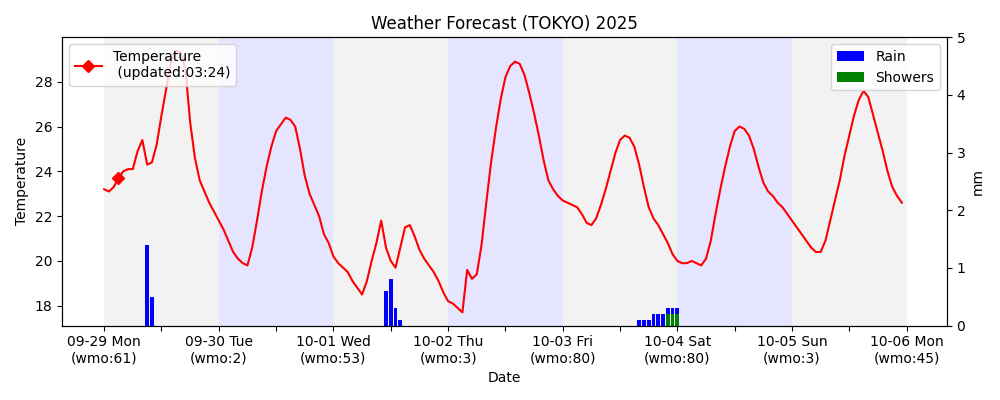 Weather Forecast (TOKYO) 2025
Temperature
(updated:03:24)
Rain
Showers
28
26
24
22
20
18
Temperature
5
4
3
2
1
0
mm
09-29 Mon 09-30 Tue 10-01 Wed 10-02 Thu 10-03 Fri 10-04 Sat 10-05 Sun 10-06 Mon
(wmo:61) (wmo:2) (wmo:53) (wmo:3) (wmo:80) (wmo:80) (wmo:3) (wmo:45)
Date